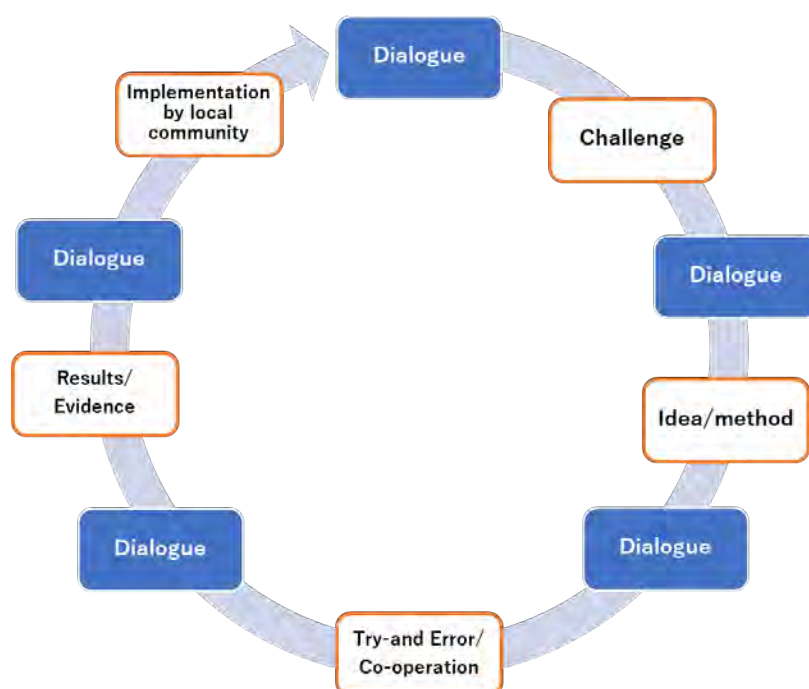 Dialogue
Challenge
Dialogue
Idea/method
Dialogue
Try-and Error/
Co-operation
Dialogue
Results/
Evidence
Dialogue
Implementation
by local
community